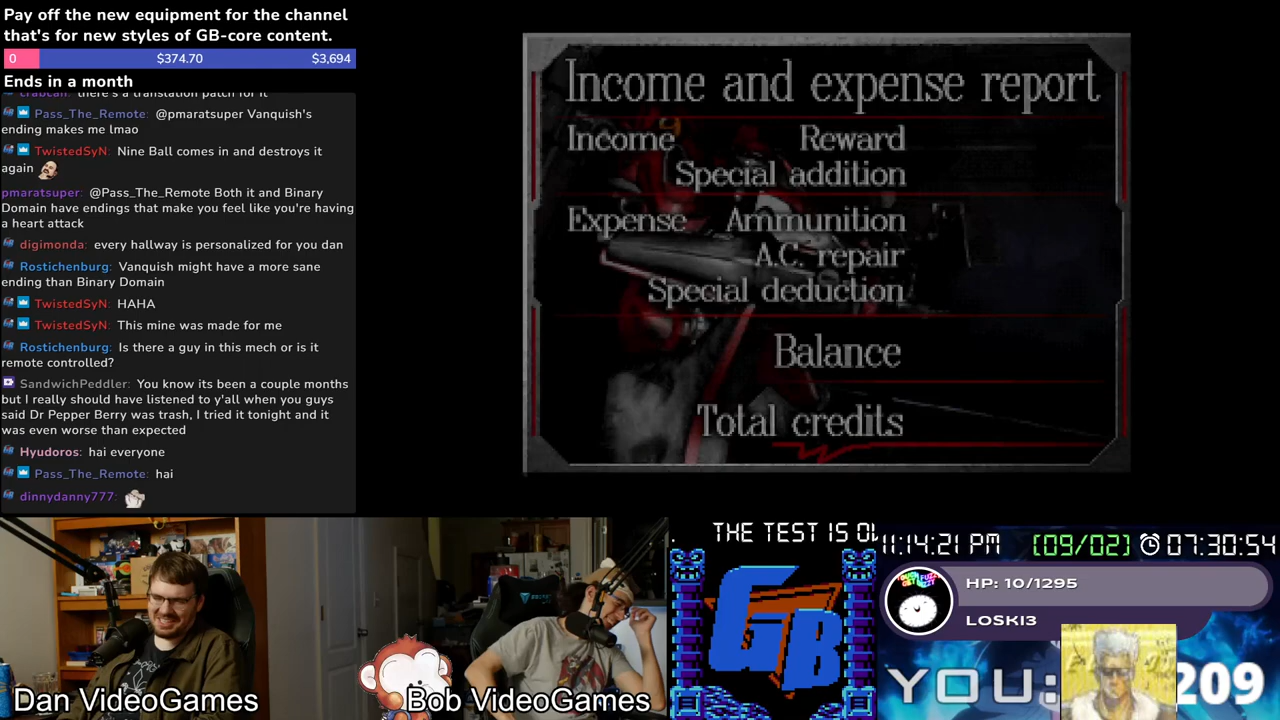 Pay off the new equipment for the channel
that's for new styles of GB-core content.
0 $374.70 $3,694
Ends in a month
there's a translation patch for it
Pass_The_Remote: @pmaratsuper Vanquish's
ending makes me lmao
TwistedSyN: Nine Ball comes in and destroys it
again
pmaratsuper: @Pass_The_Remote Both it and Binary
Domain have endings that make you feel like you're having
a heart attack
digimonda: every hallway is personalized for you dan
Rostichenburg: Vanquish might have a more sane
ending than Binary Domain
TwistedSyN: HAHA
TwistedSyN: This mine was made for me
Rostichenburg: Is there a guy in this mech or is it
remote controlled?
SandwichPeddler: You know its been a couple months
but I really should have listened to y'all when you guys
said Dr Pepper Berry was trash, I tried it tonight and it
was even worse than expected
Hyudoros: hai everyone
Pass_The_Remote: hai
dinnydanny777:
Income and expense report
Income Reward
Special addition
Expense Ammunition
A.C. repair
Special deduction
Balance
Total credits
Dan VideoGames
Bob VideoGames
. THE TEST IS
GB
11:14:21 PM [09/02] 07:30:54
HP: 10/1295
LOSKI3
YOU: 209